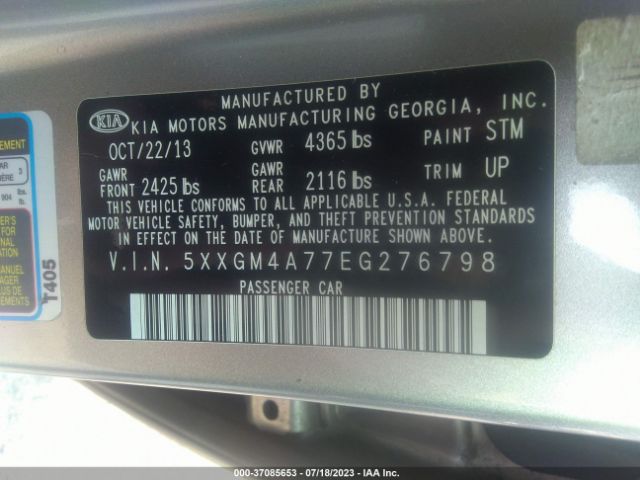 MANUFACTURED BY
KIA KIA MOTORS MANUFACTURING GEORGIA, INC.
OCT/22/13 GVWR 4365 lbs PAINT STM
GAWR FRONT 2425 lbs GAWR REAR 2116 lbs TRIM UP
THIS VEHICLE CONFORMS TO ALL APPLICABLE U.S.A. FEDERAL
MOTOR VEHICLE SAFETY, BUMPER, AND THEFT PREVENTION STANDARDS
IN EFFECT ON THE DATE OF MANUFACTURE SHOWN ABOVE.
V.I.N. 5XXGM4A77EG276798
PASSENGER CAR
T405
000-37085653 / 07/18/2023 - IAA Inc.